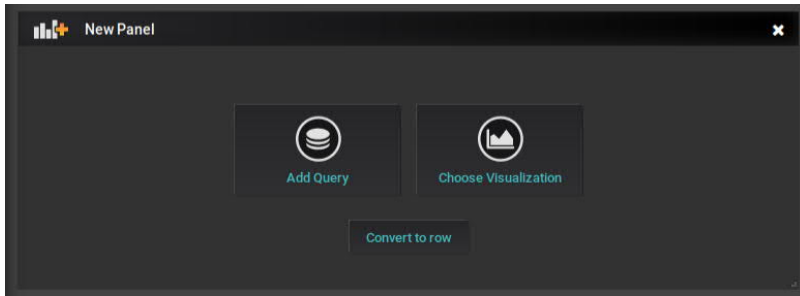 New Panel
Add Query
Choose Visualization
Convert to row